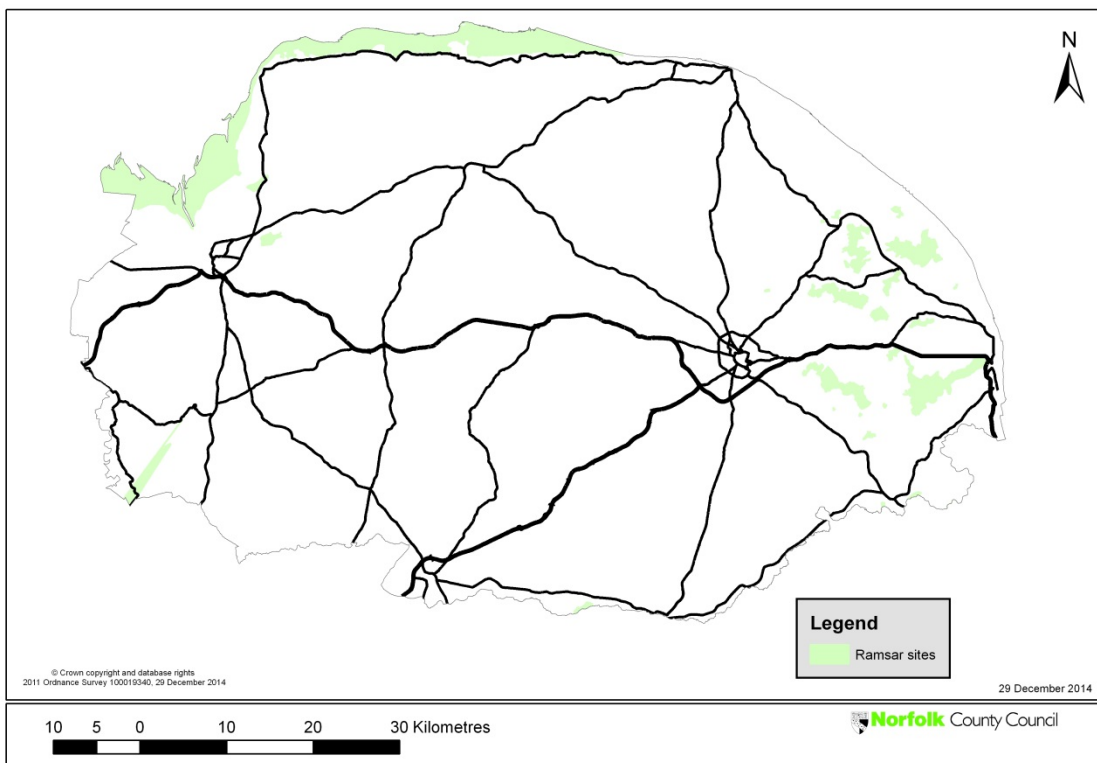 N
Legend
Ramsar sites
© Crown copyright and database rights
2011 Ordnance Survey 100019340, 29 December 2014
29 December 2014
10 5 0 10 20 30 Kilometres
Norfolk County Council